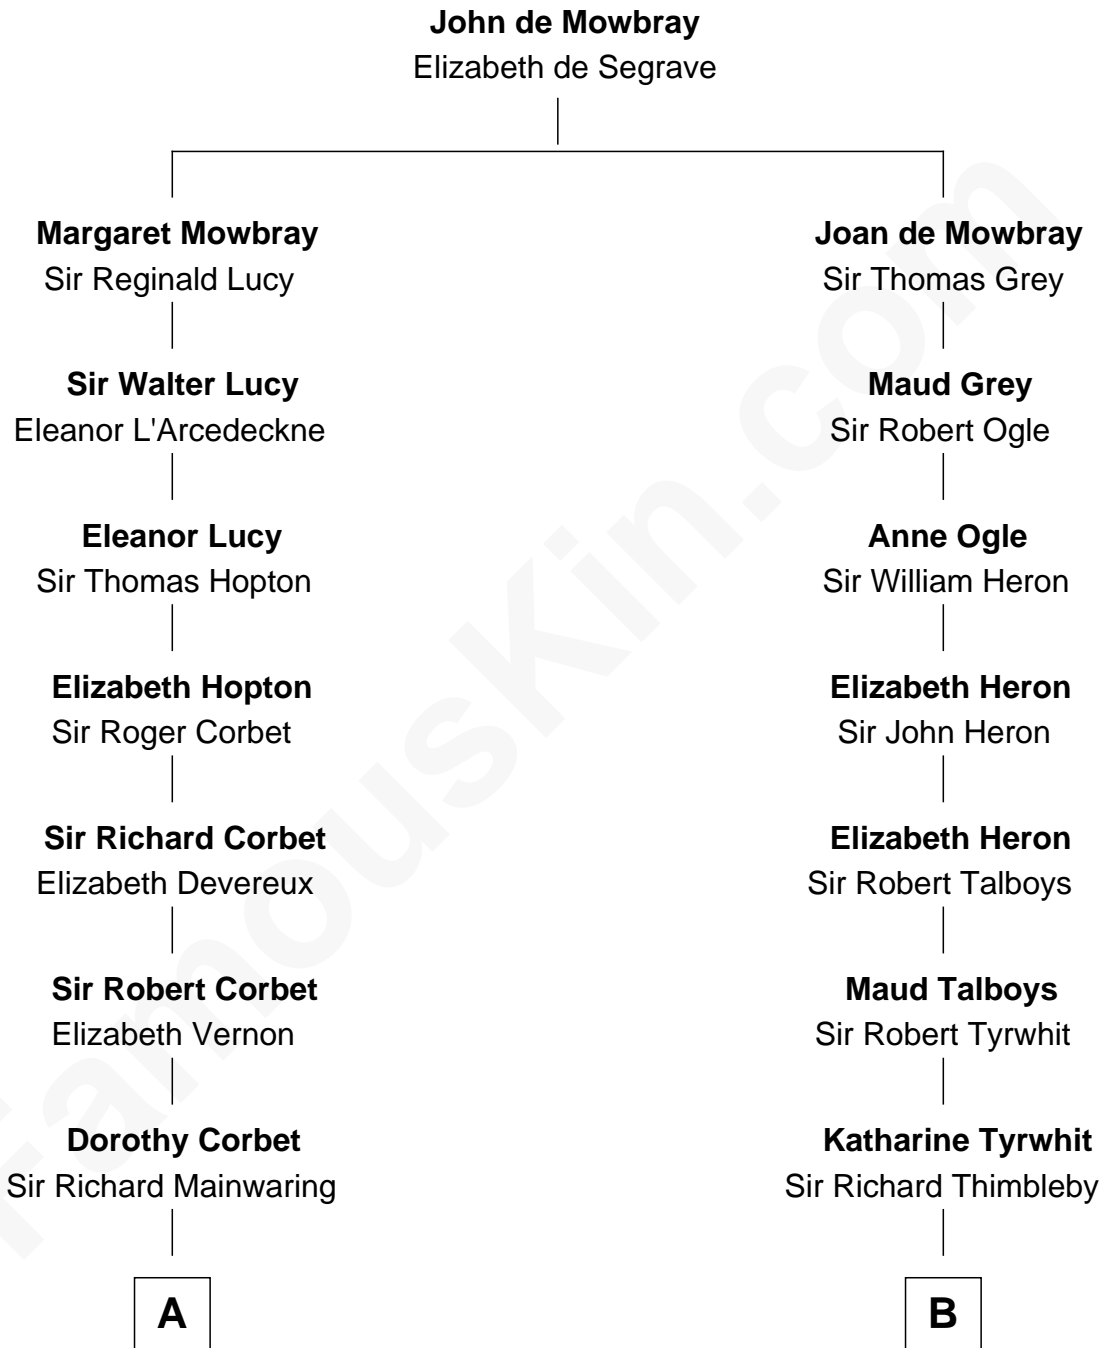 John de Mowbray
Elizabeth de Segrave
Margaret Mowbray
Sir Reginald Lucy
Joan de Mowbray
Sir Thomas Grey
Sir Walter Lucy
Eleanor L'Arcedeckne
Maud Grey
Sir Robert Ogle
Eleanor Lucy
Sir Thomas Hopton
Anne Ogle
Sir William Heron
Elizabeth Hopton
Sir Roger Corbet
Elizabeth Heron
Sir John Heron
Sir Richard Corbet
Elizabeth Devereux
Elizabeth Heron
Sir Robert Talboys
Sir Robert Corbet
Elizabeth Vernon
Maud Talboys
Sir Robert Tyrwhit
Dorothy Corbet
Sir Richard Mainwaring
Katharine Tyrwhit
Sir Richard Thimbleby
A
B
FamousKin.com